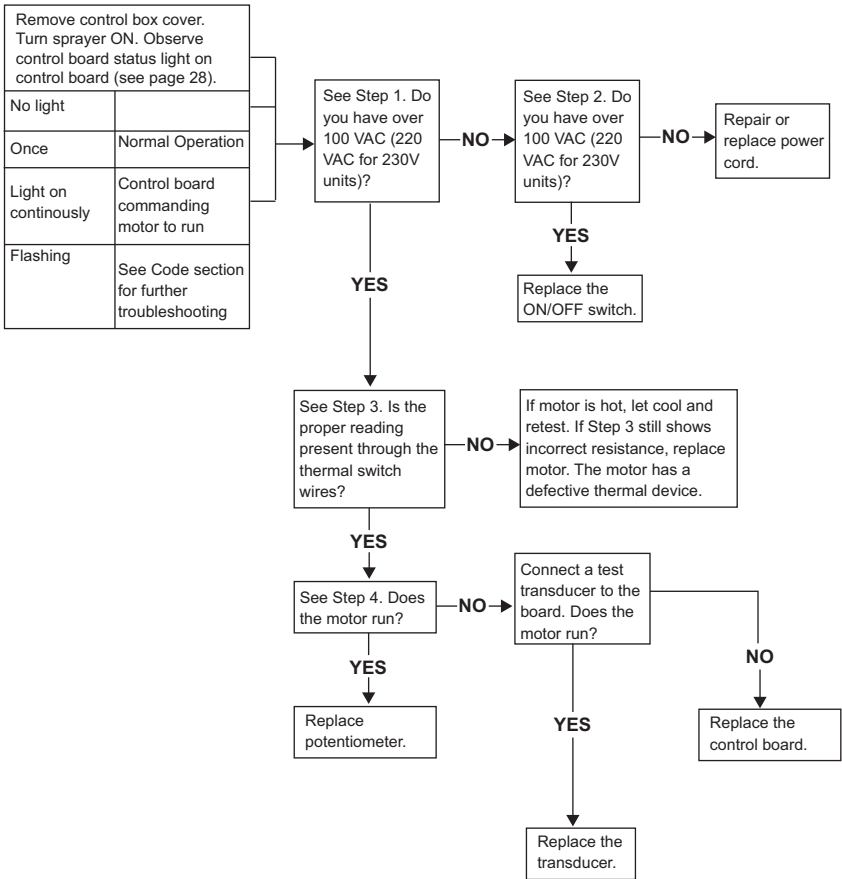 Remove control box cover.
Turn sprayer ON. Observe
control board status light on
control board (see page 28).
No light
Once
Normal Operation
Light on
continously
Control board
commanding
motor to run
Flashing
See Code section
for further
troubleshooting
See Step 1. Do
you have over
100 VAC (220
VAC for 230V
units)?
NO
See Step 2. Do
you have over
100 VAC (220
VAC for 230V
units)?
NO
Repair or
replace power
cord.
YES
Replace the
ON/OFF switch.
YES
See Step 3. Is the
proper reading
present through the
thermal switch
wires?
NO
If motor is hot, let cool and
retest. If Step 3 still shows
incorrect resistance, replace
motor. The motor has a
defective thermal device.
YES
See Step 4. Does
the motor run?
NO
Connect a test
transducer to the
board. Does the
motor run?
NO
Replace the
control board.
YES
Replace
potentiometer.
YES
Replace the
transducer.